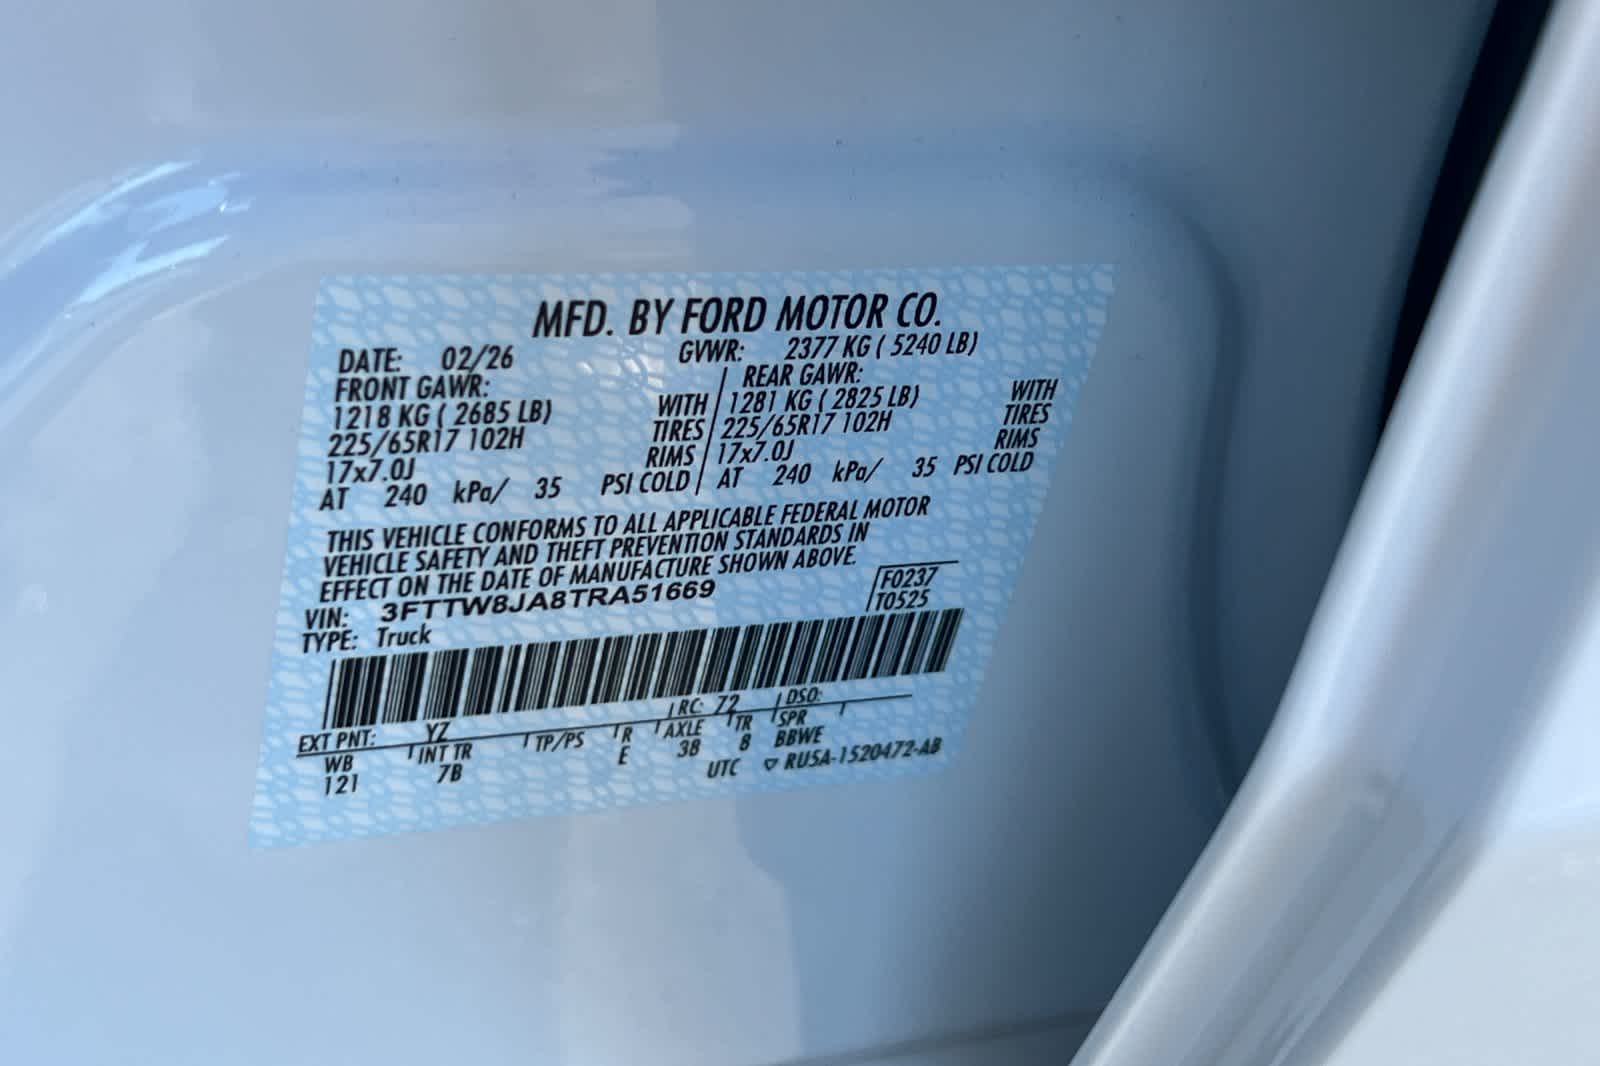 MFD. BY FORD MOTOR CO.
DATE: 02/26 GVWR: 2377 KG ( 5240 LB)
FRONT GAWR: REAR GAWR:
1218 KG ( 2685 LB) WITH 1281 KG ( 2825 LB) WITH
225/65R17 102H TIRES 225/65R17 102H TIRES
17x7.0J RIMS 17x7.0J RIMS
AT 240 kPa/ 35 PSI COLD AT 240 kPa/ 35 PSI COLD
THIS VEHICLE CONFORMS TO ALL APPLICABLE FEDERAL MOTOR
VEHICLE SAFETY AND THEFT PREVENTION STANDARDS IN
EFFECT ON THE DATE OF MANUFACTURE SHOWN ABOVE.
VIN: 3FTTW8JA8TRA51669 F0237
TYPE: Truck T0525
EXT PNT: YZ RC: 72 DSO:
WB INT TR TP/PS R AXLE TR SPR
121 7B E 38 8 BBWE
UTC ▽ RU5A-1520472-AB